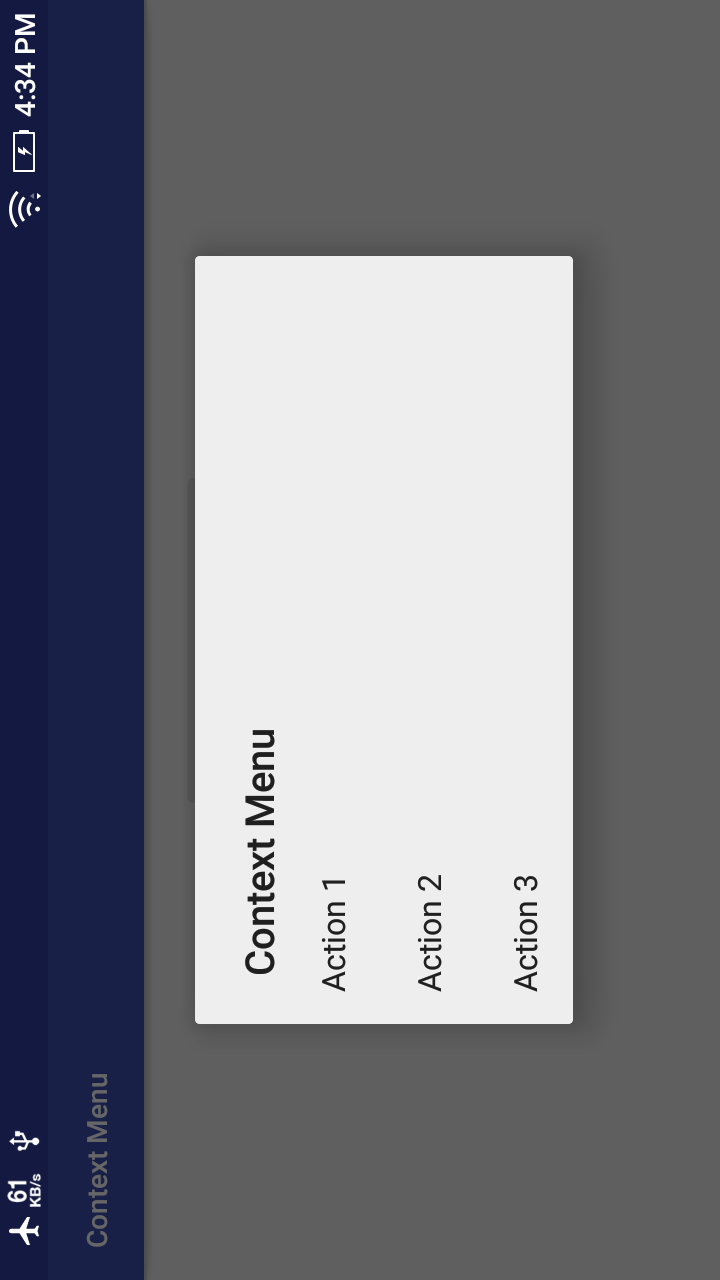 61
KB/s
4:34 PM
Context Menu
Context Menu
Action 1
Action 2
Action 3